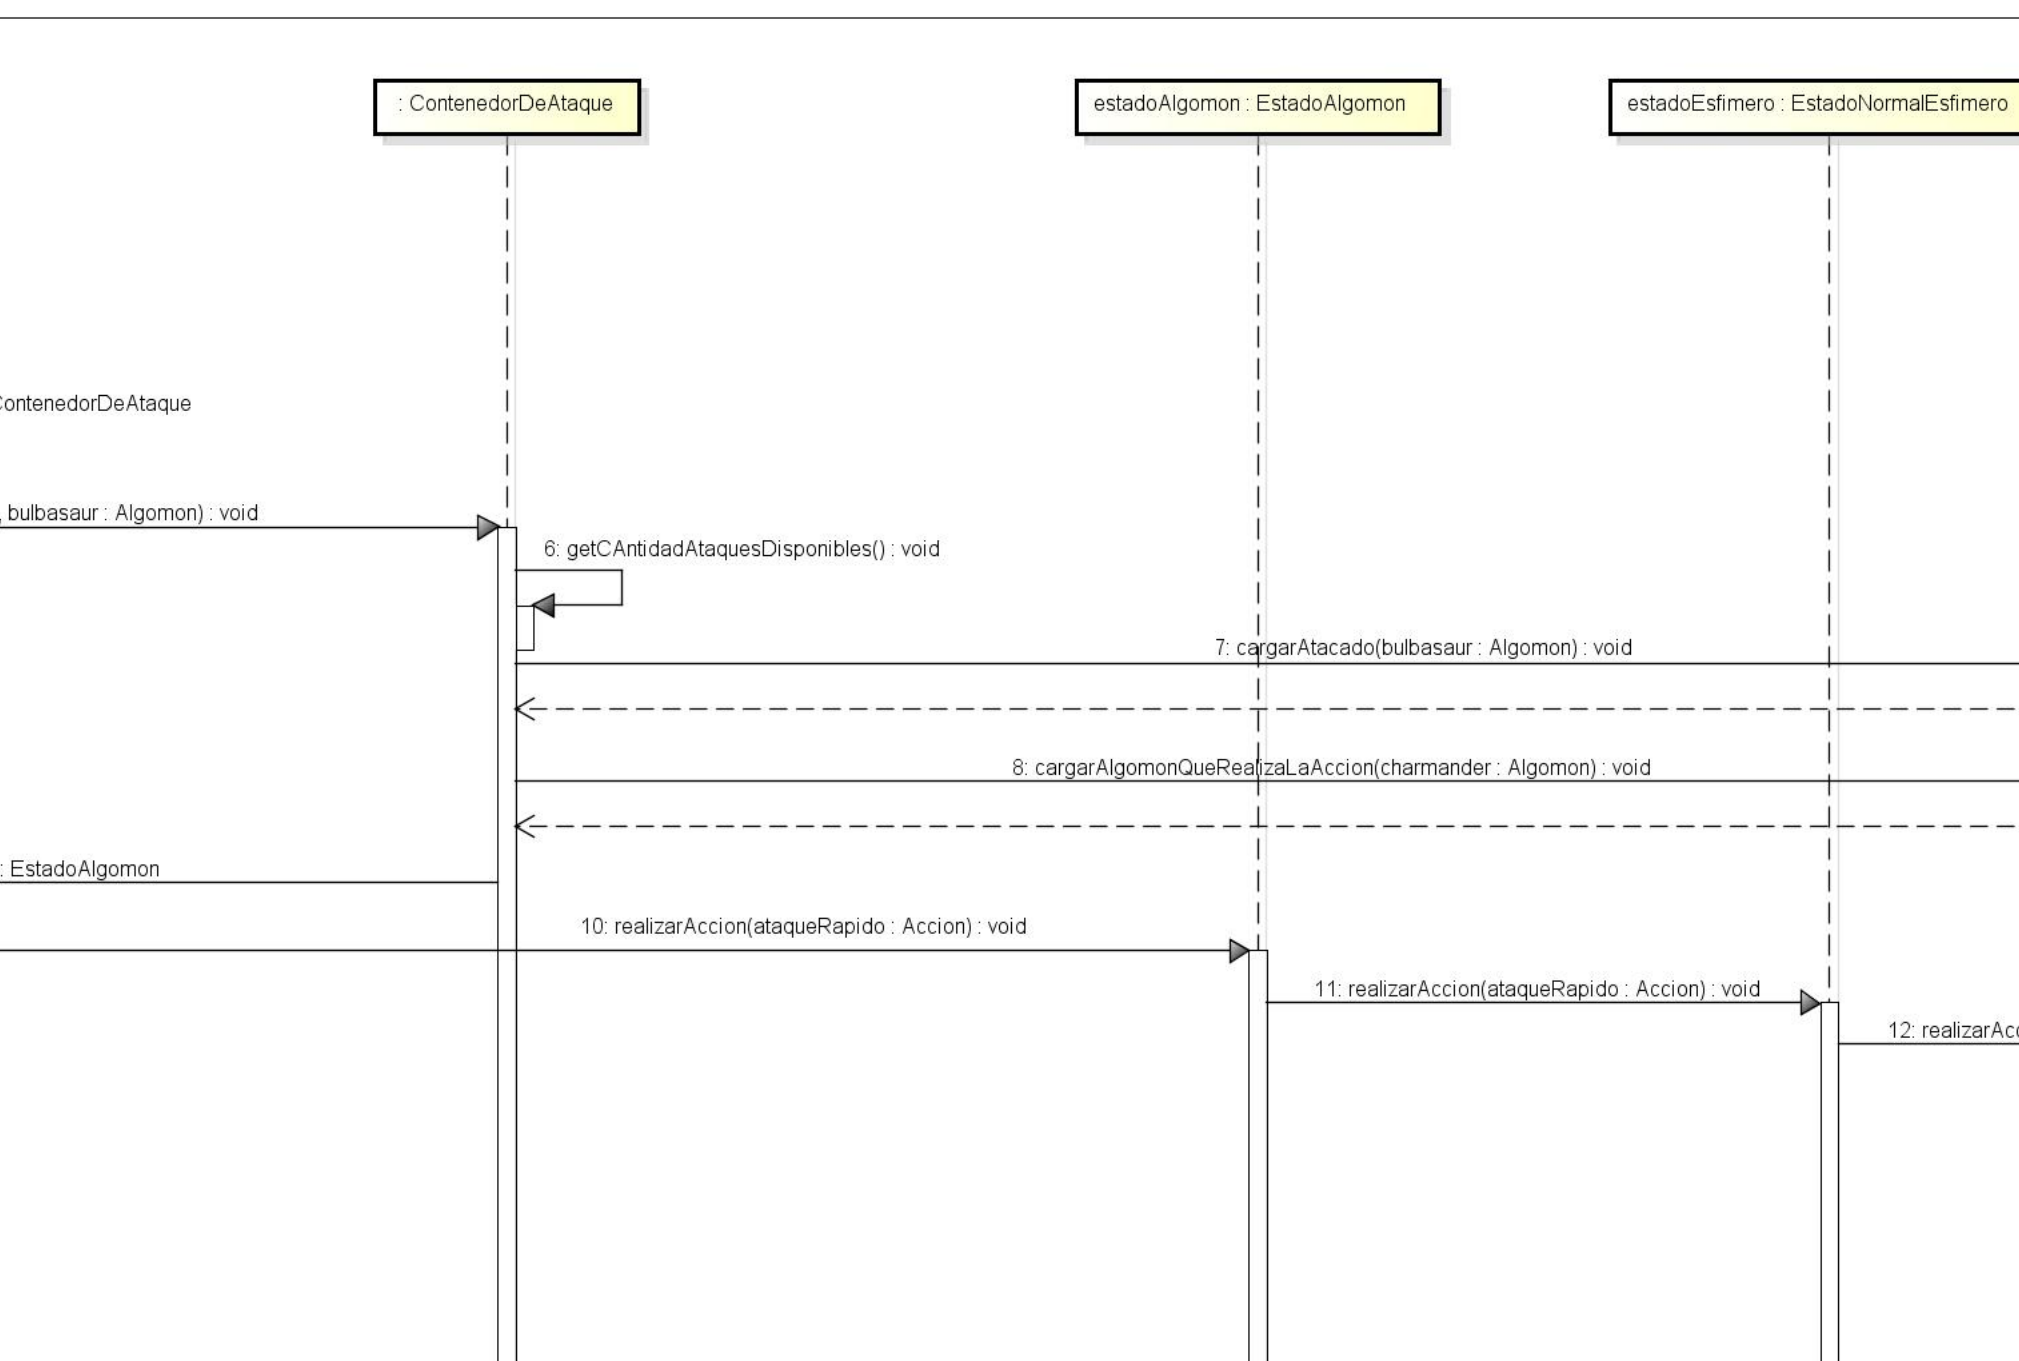 : ContenedorDeAtaque
estadoAlgomon : EstadoAlgomon
estadoEsfimero : EstadoNormalEsfimero
ContenedorDeAtaque
, bulbasaur : Algomon) : void
6: getCAntidadAtaquesDisponibles() : void
7: cargarAtacado(bulbasaur : Algomon) : void
8: cargarAlgomonQueRealizaLaAccion(charmander : Algomon) : void
: EstadoAlgomon
10: realizarAccion(ataqueRapido : Accion) : void
11: realizarAccion(ataqueRapido : Accion) : void
12: realizarAcc